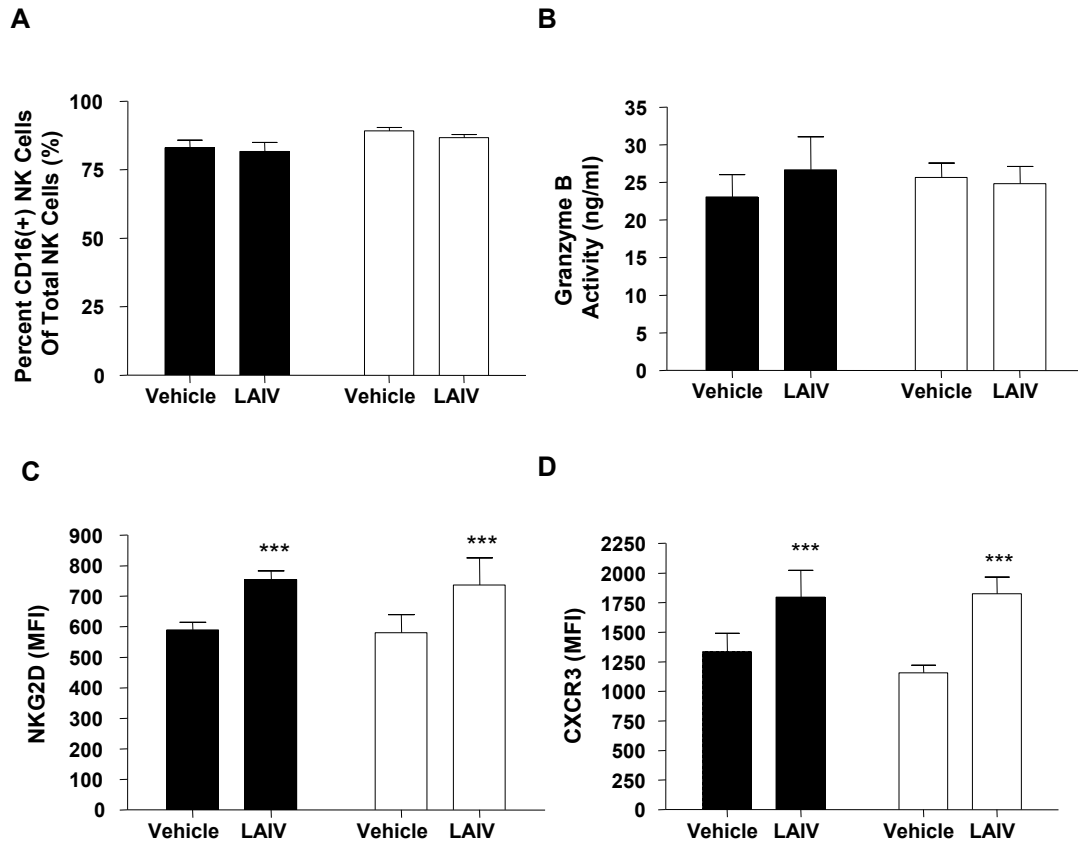 A
Percent CD16(+) NK Cells
Of Total NK Cells (%)
100
75
50
25
0
Vehicle LAIV Vehicle LAIV
B
Granzyme B
Activity (ng/ml)
35
30
25
20
15
10
5
0
Vehicle LAIV Vehicle LAIV
C
NKG2D (MFI)
900
800
700
600
500
400
300
200
100
0
*** ***
Vehicle LAIV Vehicle LAIV
D
CXCR3 (MFI)
2250
2000
1750
1500
1250
1000
750
500
250
0
*** ***
Vehicle LAIV Vehicle LAIV